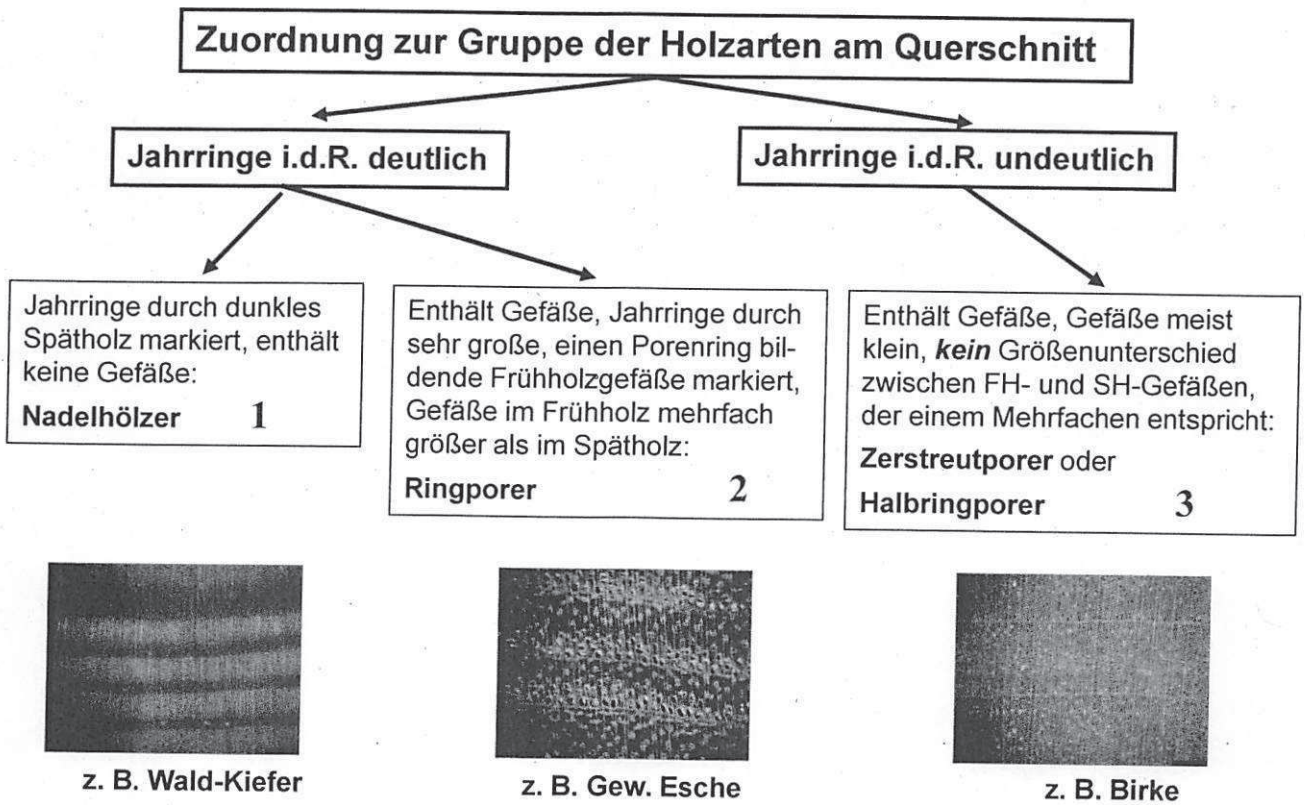 Zuordnung zur Gruppe der Holzarten am Querschnitt
Jahrringe i.d.R. deutlich
Jahrringe i.d.R. undeutlich
Jahrringe durch dunkles
Spätholz markiert, enthält
keine Gefäße:
Nadelhölzer 1
Enthält Gefäße, Jahrringe durch
sehr große, einen Porenring bil-
dende Frühholzgefäße markiert,
Gefäße im Frühholz mehrfach
größer als im Spätholz:
Ringporer 2
Enthält Gefäße, Gefäße meist
klein, kein Größenunterschied
zwischen FH- und SH-Gefäßen,
der einem Mehrfachen entspricht:
Zerstreutporer oder
Halbringporer 3
z. B. Wald-Kiefer
z. B. Gew. Esche
z. B. Birke